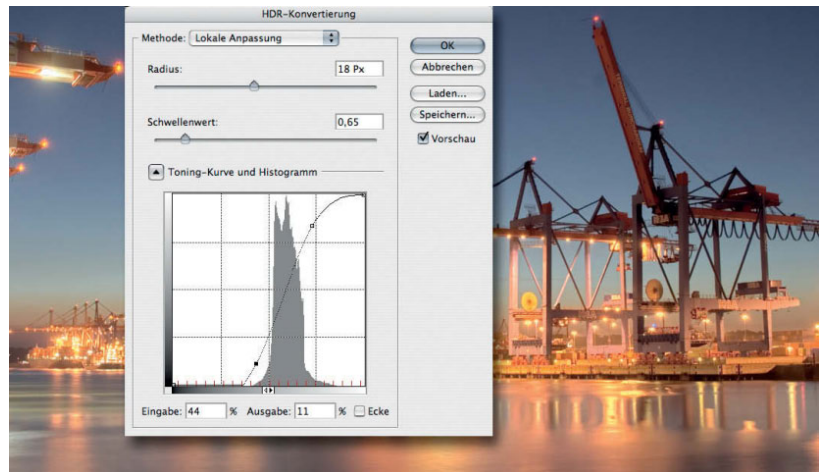 HDR-Konvertierung
Methode: Lokale Anpassung
OK
Abbrechen
Laden...
Speichern...
Vorschau
Radius: 18 Px
Schwellenwert: 0,65
Toning-Kurve und Histogramm
Eingabe: 44 % Ausgabe: 11 % Ecke